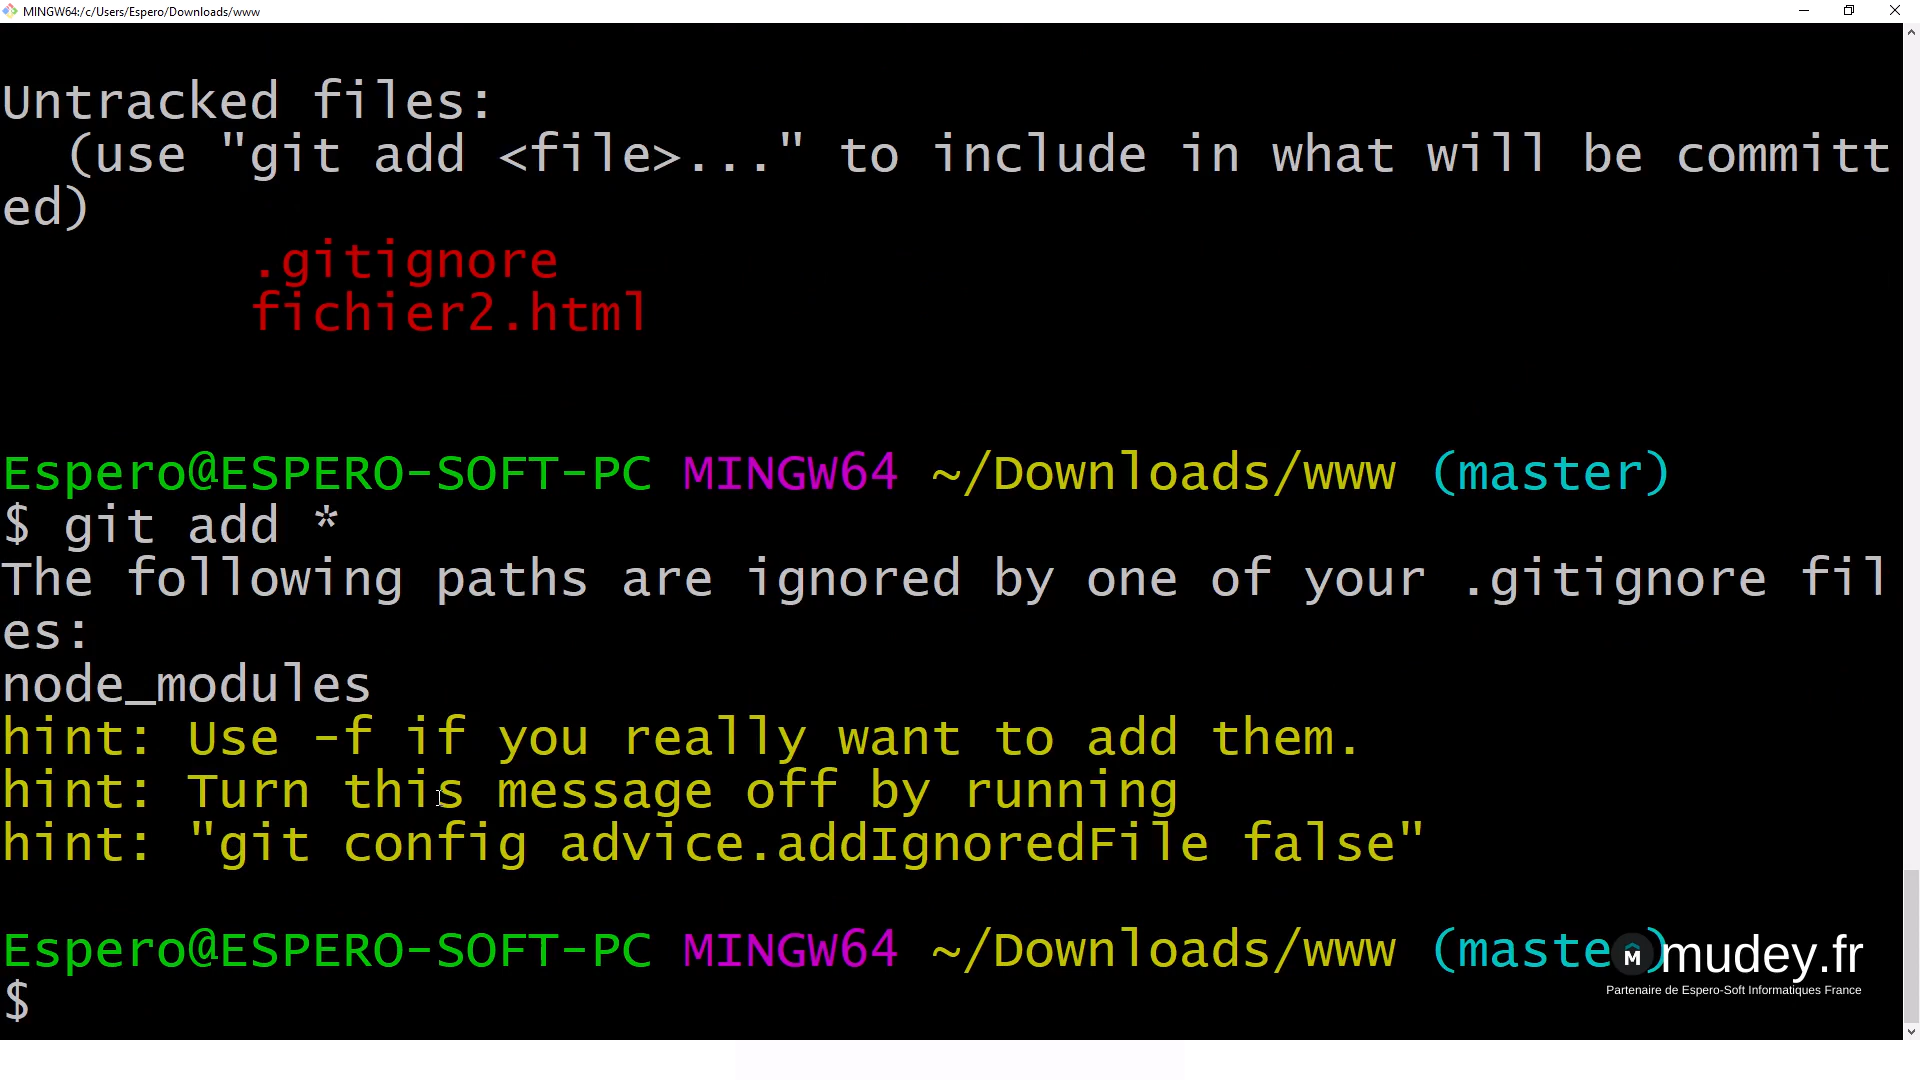 MINGW64:/c/Users/Espero/Downloads/www
Untracked files:
  (use "git add <file>..." to include in what will be committ
ed)
        .gitignore
        fichier2.html
Espero@ESPERO-SOFT-PC MINGW64 ~/Downloads/www (master)
$ git add *
The following paths are ignored by one of your .gitignore fil
es:
node_modules
hint: Use -f if you really want to add them.
hint: Turn this message off by running
hint: "git config advice.addIgnoredFile false"
Espero@ESPERO-SOFT-PC MINGW64 ~/Downloads/www (maste )
$
M mudey.fr
Partenaire de Espero-Soft Informatiques France